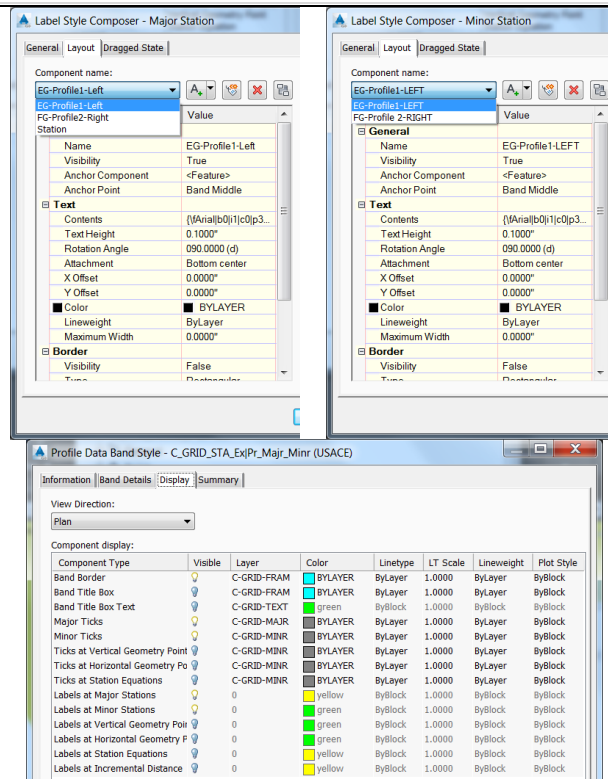 Label Style Composer - Major Station
General Layout Dragged State
Component name:
EG-Profile1-Left
EG-Profile1-Left
FG-Profile2-Right
Station
Value
Name EG-Profile1-Left
Visibility True
Anchor Component <Feature>
Anchor Point Band Middle
Text
Contents {\fArial|b0|i1|c0|p3...
Text Height 0.1000"
Rotation Angle 090.0000 (d)
Attachment Bottom center
X Offset 0.0000"
Y Offset 0.0000"
Color BYLAYER
Lineweight ByLayer
Maximum Width 0.0000"
Border
Visibility False
Label Style Composer - Minor Station
General Layout Dragged State
Component name:
EG-Profile1-LEFT
EG-Profile1-LEFT
FG-Profile 2-RIGHT
Value
General
Name EG-Profile1-LEFT
Visibility True
Anchor Component <Feature>
Anchor Point Band Middle
Text
Contents {\fArial|b0|i1|c0|p3...
Text Height 0.1000"
Rotation Angle 090.0000 (d)
Attachment Bottom center
X Offset 0.0000"
Y Offset 0.0000"
Color BYLAYER
Lineweight ByLayer
Maximum Width 0.0000"
Border
Visibility False
Profile Data Band Style - C_GRID_STA_Ex|Pr_Majr_Minr (USACE)
Information Band Details Display Summary
View Direction:
Plan
Component display:
Component Type Visible Layer Color Linetype LT Scale Lineweight Plot Style
Band Border C-GRID-FRAM BYLAYER ByLayer 1.0000 ByLayer ByBlock
Band Title Box C-GRID-FRAM BYLAYER ByLayer 1.0000 ByLayer ByBlock
Band Title Box Text C-GRID-TEXT green ByBlock 1.0000 ByBlock ByBlock
Major Ticks C-GRID-MAJR BYLAYER ByLayer 1.0000 ByLayer ByBlock
Minor Ticks C-GRID-MINR BYLAYER ByLayer 1.0000 ByLayer ByBlock
Ticks at Vertical Geometry Point C-GRID-MINR BYLAYER ByLayer 1.0000 ByLayer ByBlock
Ticks at Horizontal Geometry Po C-GRID-MINR BYLAYER ByLayer 1.0000 ByLayer ByBlock
Ticks at Station Equations C-GRID-MINR BYLAYER ByLayer 1.0000 ByLayer ByBlock
Labels at Major Stations 0 yellow ByBlock 1.0000 ByBlock ByBlock
Labels at Minor Stations 0 green ByBlock 1.0000 ByBlock ByBlock
Labels at Vertical Geometry Poir 0 green ByBlock 1.0000 ByBlock ByBlock
Labels at Horizontal Geometry F 0 green ByBlock 1.0000 ByBlock ByBlock
Labels at Station Equations 0 yellow ByBlock 1.0000 ByBlock ByBlock
Labels at Incremental Distance 0 yellow ByBlock 1.0000 ByBlock ByBlock